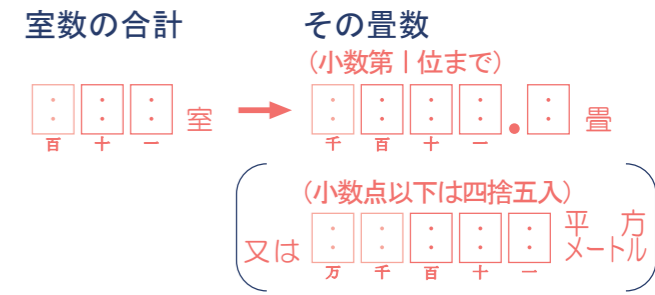 室数の合計 その畳数
(小数第1位まで)
室 → . 畳
百 十 一 千 百 十 一
(小数点以下は四捨五入)
又は 平方メートル
万 千 百 十 一